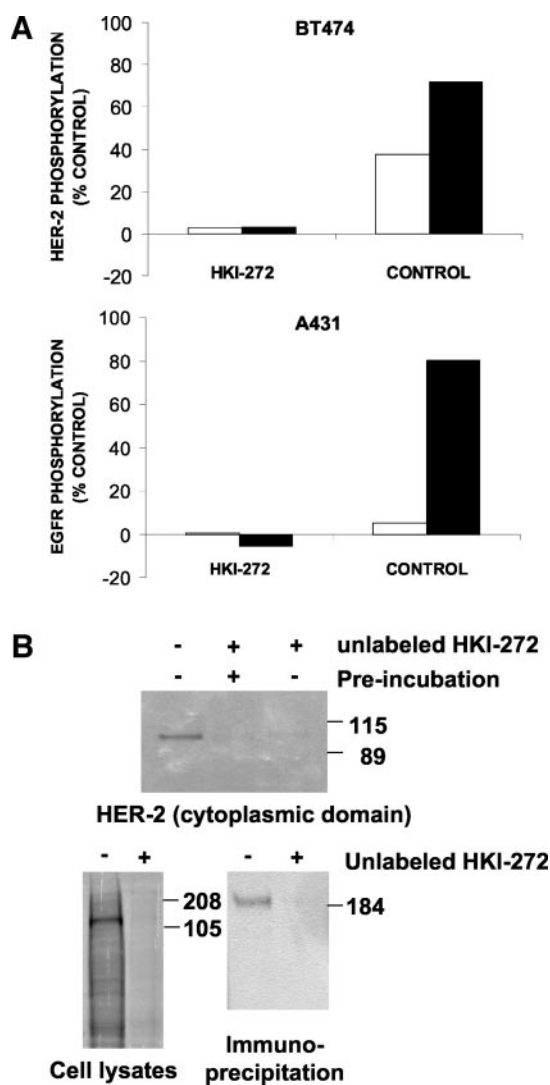 A
BT474
HER-2 PHOSPHORYLATION
(% CONTROL)
100
80
60
40
20
0
-20
HKI-272
CONTROL
A431
EGFR PHOSPHORYLATION
(% CONTROL)
100
80
60
40
20
0
-20
HKI-272
CONTROL
B
- + + unlabeled HKI-272
- + - Pre-incubation
115
89
HER-2 (cytoplasmic domain)
- + - + Unlabeled HKI-272
208
105
184
Cell lysates
Immuno-
precipitation